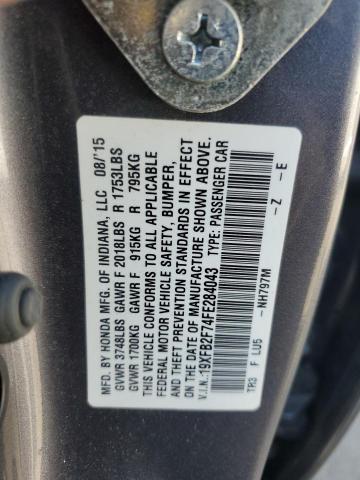 MFD. BY HONDA MFG. OF INDIANA, LLC 08/'15
GVWR 3748LBS GAWR F 2018LBS R 1753LBS
GVWR 1700KG GAWR F 915KG R 795KG
THIS VEHICLE CONFORMS TO ALL APPLICABLE
FEDERAL MOTOR VEHICLE SAFETY, BUMPER,
AND THEFT PREVENTION STANDARDS IN EFFECT
ON THE DATE OF MANUFACTURE SHOWN ABOVE.
V.I.N.:19XFB2F74FE284043 TYPE: PASSENGER CAR
TR3 F LU5 -NH797M -Z -E